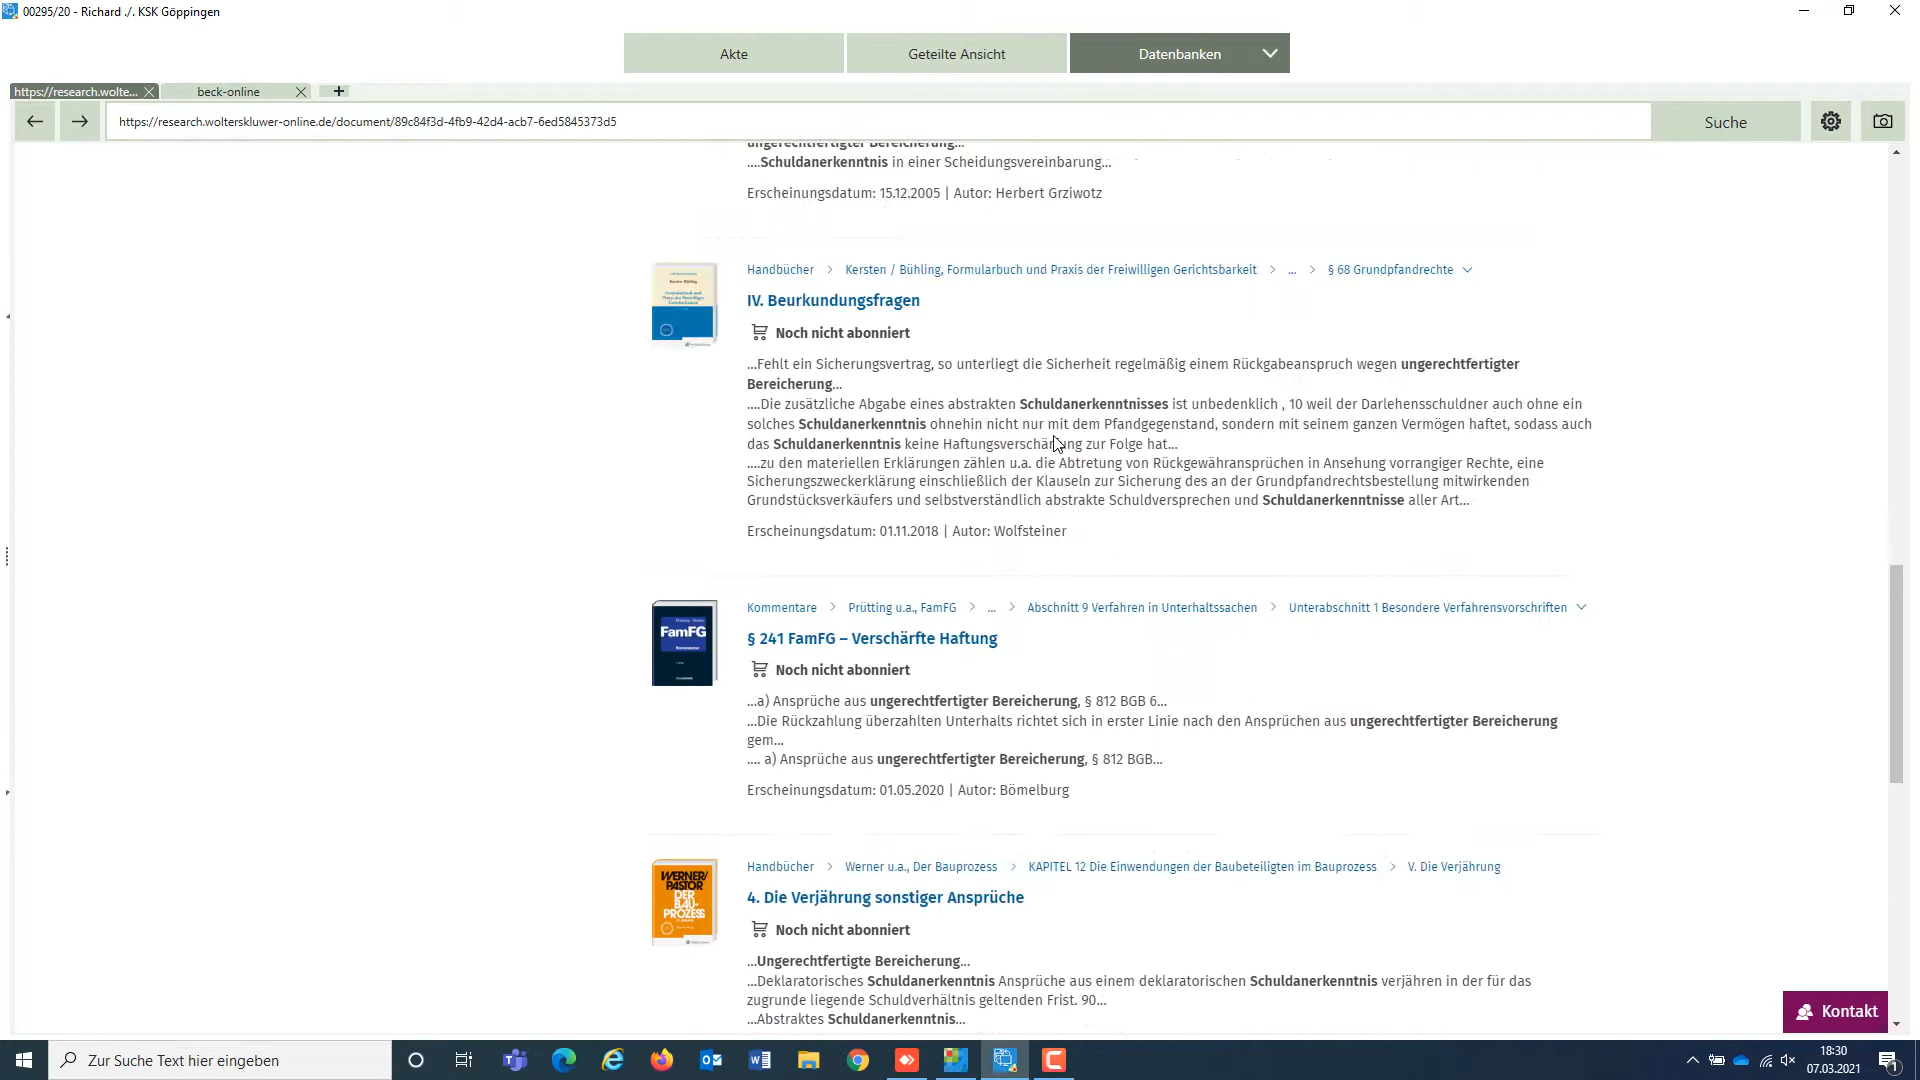 00295/20 - Richard ./. KSK Göppingen
Akte
Geteilte Ansicht
Datenbanken
https://research.wolte...
beck-online
https://research.wolterskluwer-online.de/document/89c84f3d-4fb9-42d4-acb7-6ed5845373d5
Suche
ungerechtfertigter Bereicherung...
....Schuldanerkenntnis in einer Scheidungsvereinbarung...
Erscheinungsdatum: 15.12.2005 | Autor: Herbert Grziwotz
Handbücher > Kersten / Bühling, Formularbuch und Praxis der Freiwilligen Gerichtsbarkeit > ... > § 68 Grundpfandrechte
IV. Beurkundungsfragen
Noch nicht abonniert
...Fehlt ein Sicherungsvertrag, so unterliegt die Sicherheit regelmäßig einem Rückgabeanspruch wegen ungerechtfertigter
Bereicherung...
....Die zusätzliche Abgabe eines abstrakten Schuldanerkenntnisses ist unbedenklich , 10 weil der Darlehensschuldner auch ohne ein
solches Schuldanerkenntnis ohnehin nicht nur mit dem Pfandgegenstand, sondern mit seinem ganzen Vermögen haftet, sodass auch
das Schuldanerkenntnis keine Haftungsverschärfung zur Folge hat...
....zu den materiellen Erklärungen zählen u.a. die Abtretung von Rückgewähransprüchen in Ansehung vorrangiger Rechte, eine
Sicherungszweckerklärung einschließlich der Klauseln zur Sicherung des an der Grundpfandrechtsbestellung mitwirkenden
Grundstücksverkäufers und selbstverständlich abstrakte Schuldversprechen und Schuldanerkenntnisse aller Art...
Erscheinungsdatum: 01.11.2018 | Autor: Wolfsteiner
FamFG
Kommentare > Prütting u.a., FamFG > ... > Abschnitt 9 Verfahren in Unterhaltssachen > Unterabschnitt 1 Besondere Verfahrensvorschriften
§ 241 FamFG – Verschärfte Haftung
Noch nicht abonniert
...a) Ansprüche aus ungerechtfertigter Bereicherung, § 812 BGB 6...
...Die Rückzahlung überzahlten Unterhalts richtet sich in erster Linie nach den Ansprüchen aus ungerechtfertigter Bereicherung
gem...
.... a) Ansprüche aus ungerechtfertigter Bereicherung, § 812 BGB...
Erscheinungsdatum: 01.05.2020 | Autor: Bömelburg
WERNER/
PASTOR
DER
BAU-
PROZESS
Handbücher > Werner u.a., Der Bauprozess > KAPITEL 12 Die Einwendungen der Baubeteiligten im Bauprozess > V. Die Verjährung
4. Die Verjährung sonstiger Ansprüche
Noch nicht abonniert
...Ungerechtfertigte Bereicherung...
...Deklaratorisches Schuldanerkenntnis Ansprüche aus einem deklaratorischen Schuldanerkenntnis verjähren in der für das
zugrunde liegende Schuldverhältnis geltenden Frist. 90...
...Abstraktes Schuldanerkenntnis...
Kontakt
Zur Suche Text hier eingeben
18:30
07.03.2021
1